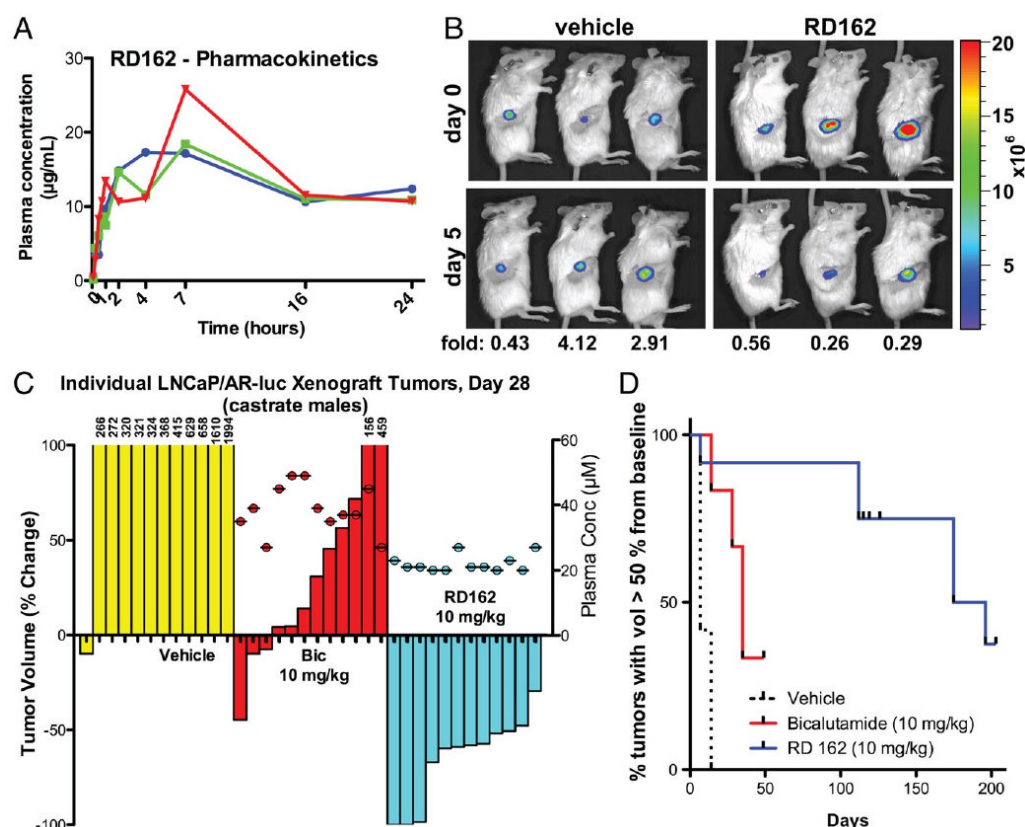 A
RD162 - Pharmacokinetics
Plasma concentration
(µg/mL)
30
20
10
0
0 2 4 7 16 24
Time (hours)
B
vehicle RD162
day 0
day 5
fold: 0.43 4.12 2.91 0.56 0.26 0.29
20
15
10
5
x10⁶
C
Individual LNCaP/AR-luc Xenograft Tumors, Day 28
(castrate males)
266 272 320 321 324 368 415 629 658 1610 1994 156 459
Tumor Volume (% Change)
100
50
0
-50
-100
Plasma Conc (µM)
60
40
20
0
Vehicle
Bic
10 mg/kg
RD162
10 mg/kg
D
% tumors with vol > 50 % from baseline
100
50
0
Vehicle
Bicalutamide (10 mg/kg)
RD 162 (10 mg/kg)
0 50 100 150 200
Days